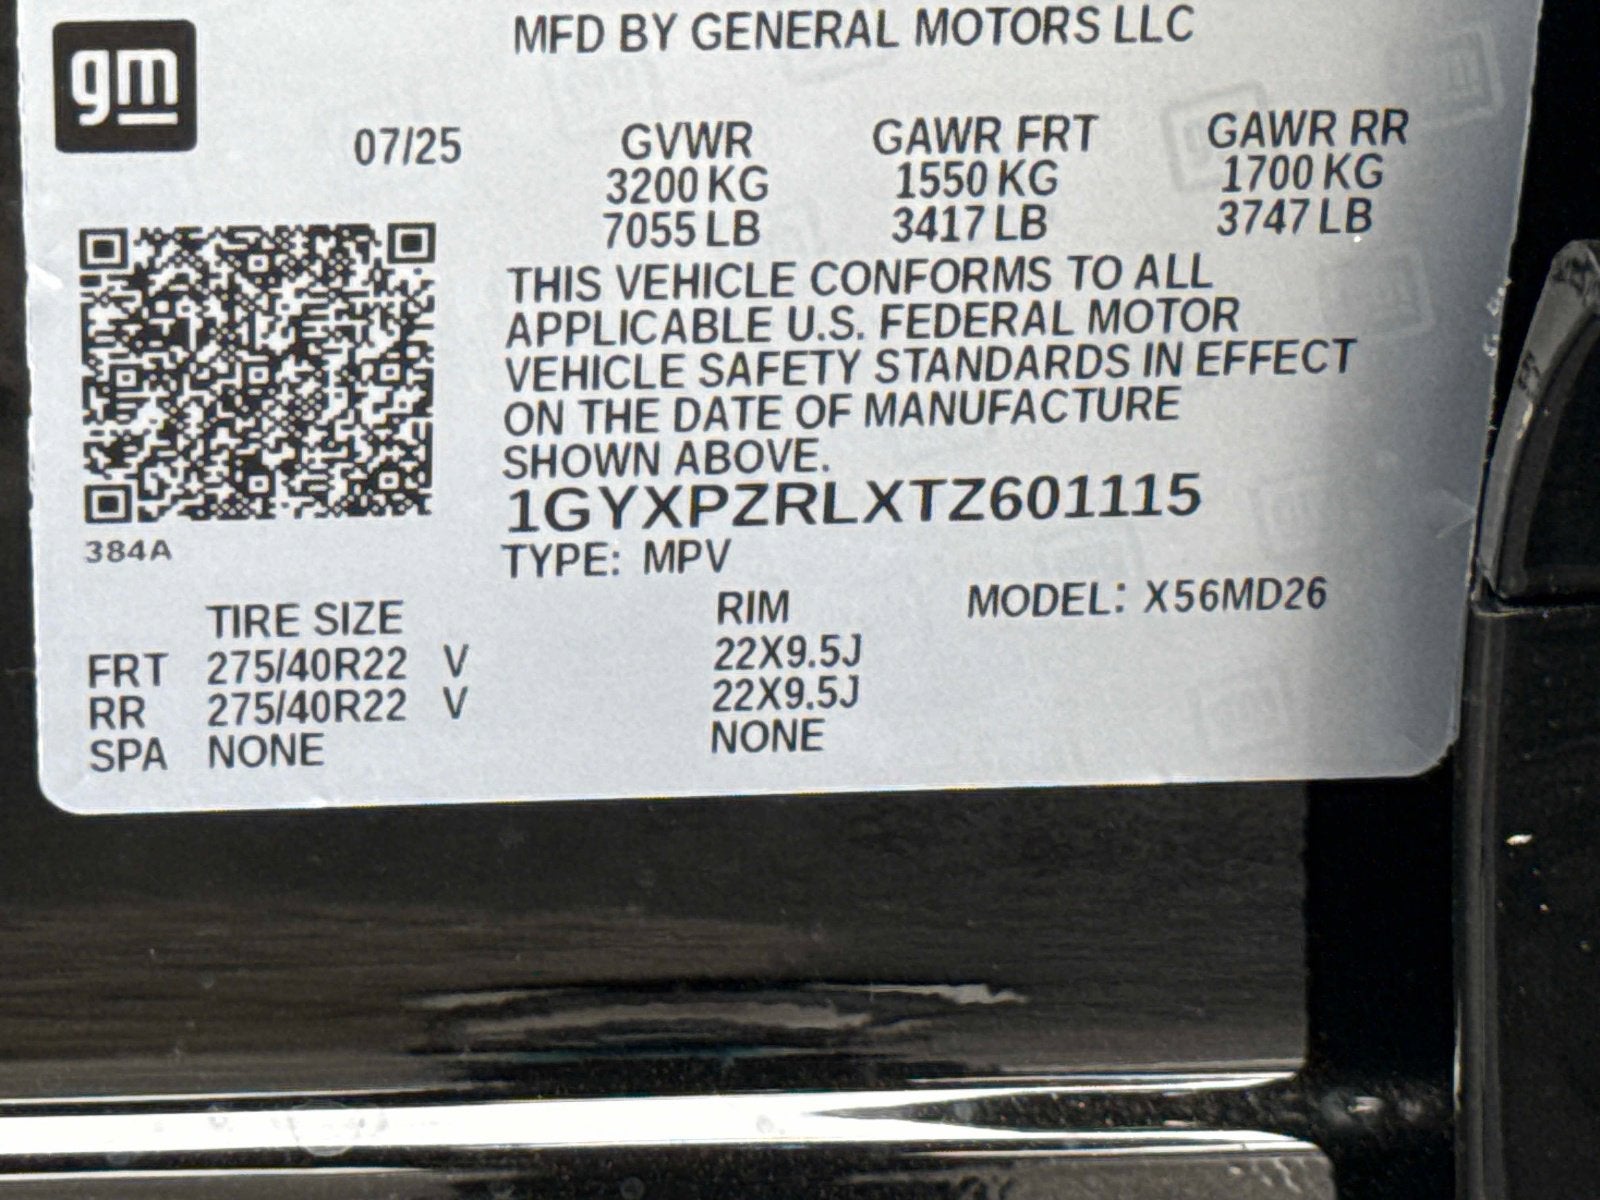 gm
MFD BY GENERAL MOTORS LLC
07/25
GVWR GAWR FRT GAWR RR
3200 KG 1550 KG 1700 KG
7055 LB 3417 LB 3747 LB
THIS VEHICLE CONFORMS TO ALL
APPLICABLE U.S. FEDERAL MOTOR
VEHICLE SAFETY STANDARDS IN EFFECT
ON THE DATE OF MANUFACTURE
SHOWN ABOVE.
1GYXPZRLXTZ601115
384A
TYPE: MPV
MODEL: X56MD26
TIRE SIZE RIM
FRT 275/40R22 V 22X9.5J
RR 275/40R22 V 22X9.5J
SPA NONE NONE